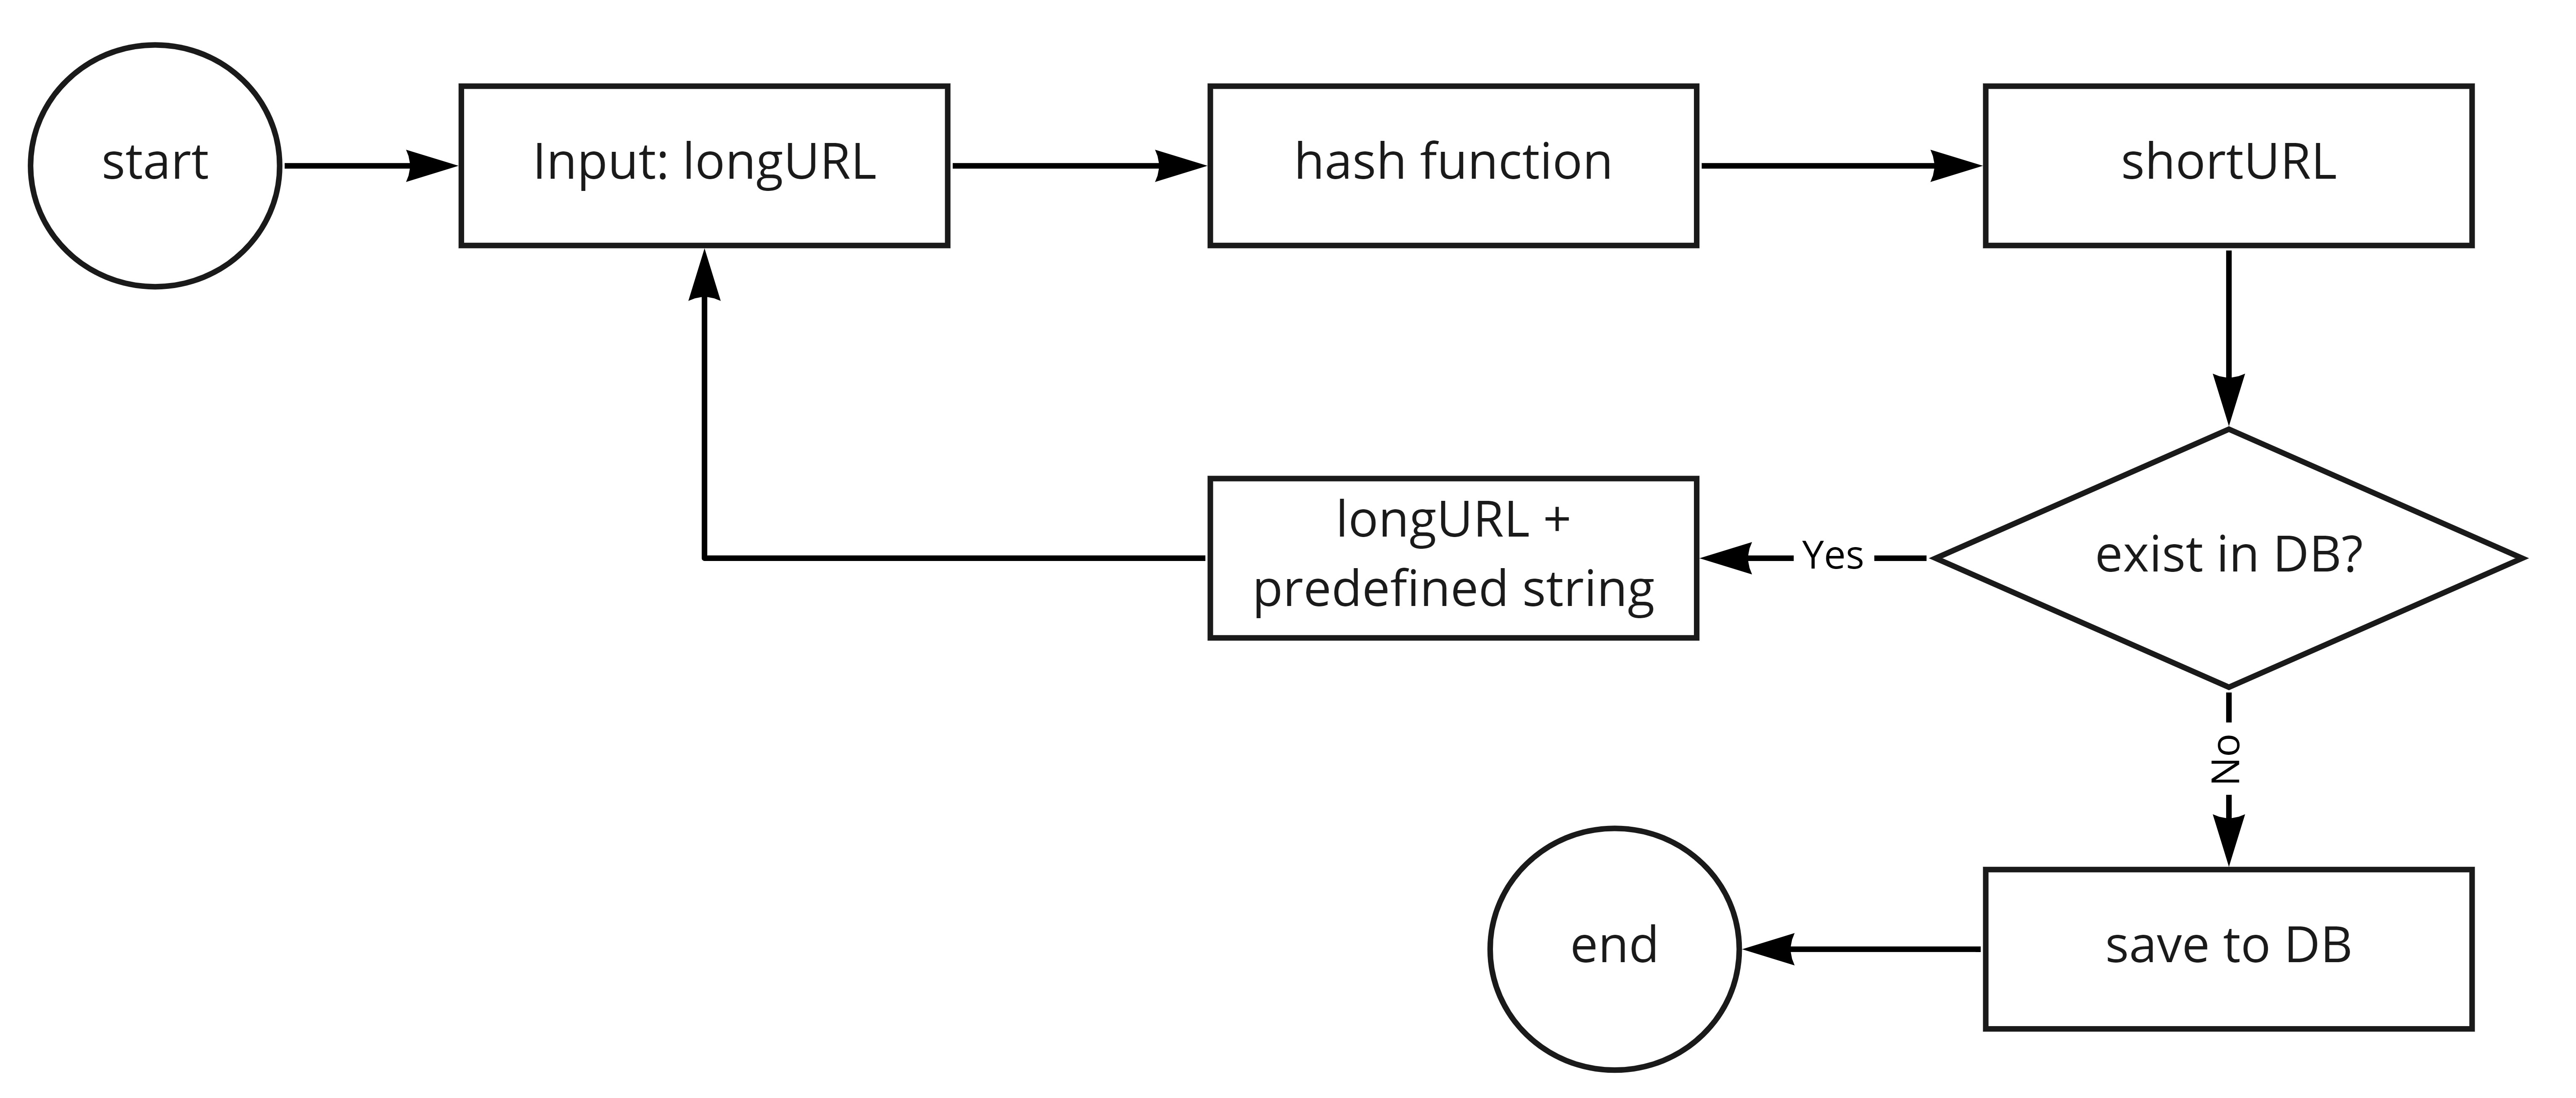 start
Input: longURL
hash function
shortURL
longURL +
predefined string
Yes
exist in DB?
No
end
save to DB